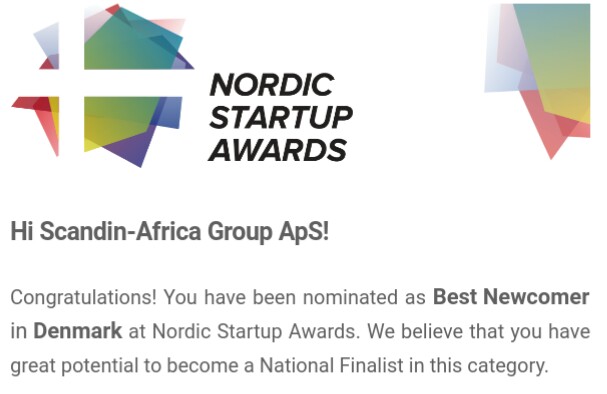 NORDIC
STARTUP
AWARDS
Hi Scandin-Africa Group ApS!
Congratulations! You have been nominated as Best Newcomer
in Denmark at Nordic Startup Awards. We believe that you have
great potential to become a National Finalist in this category.